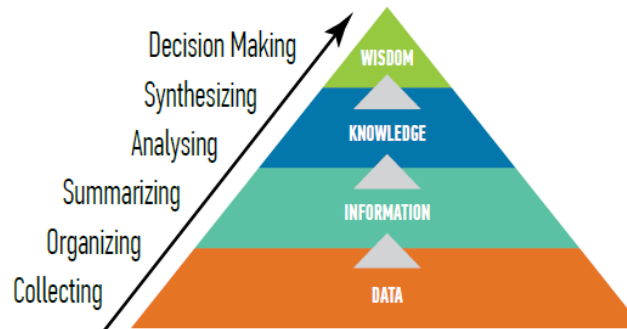 Decision Making
Synthesizing
Analysing
Summarizing
Organizing
Collecting
WISDOM
KNOWLEDGE
INFORMATION
DATA